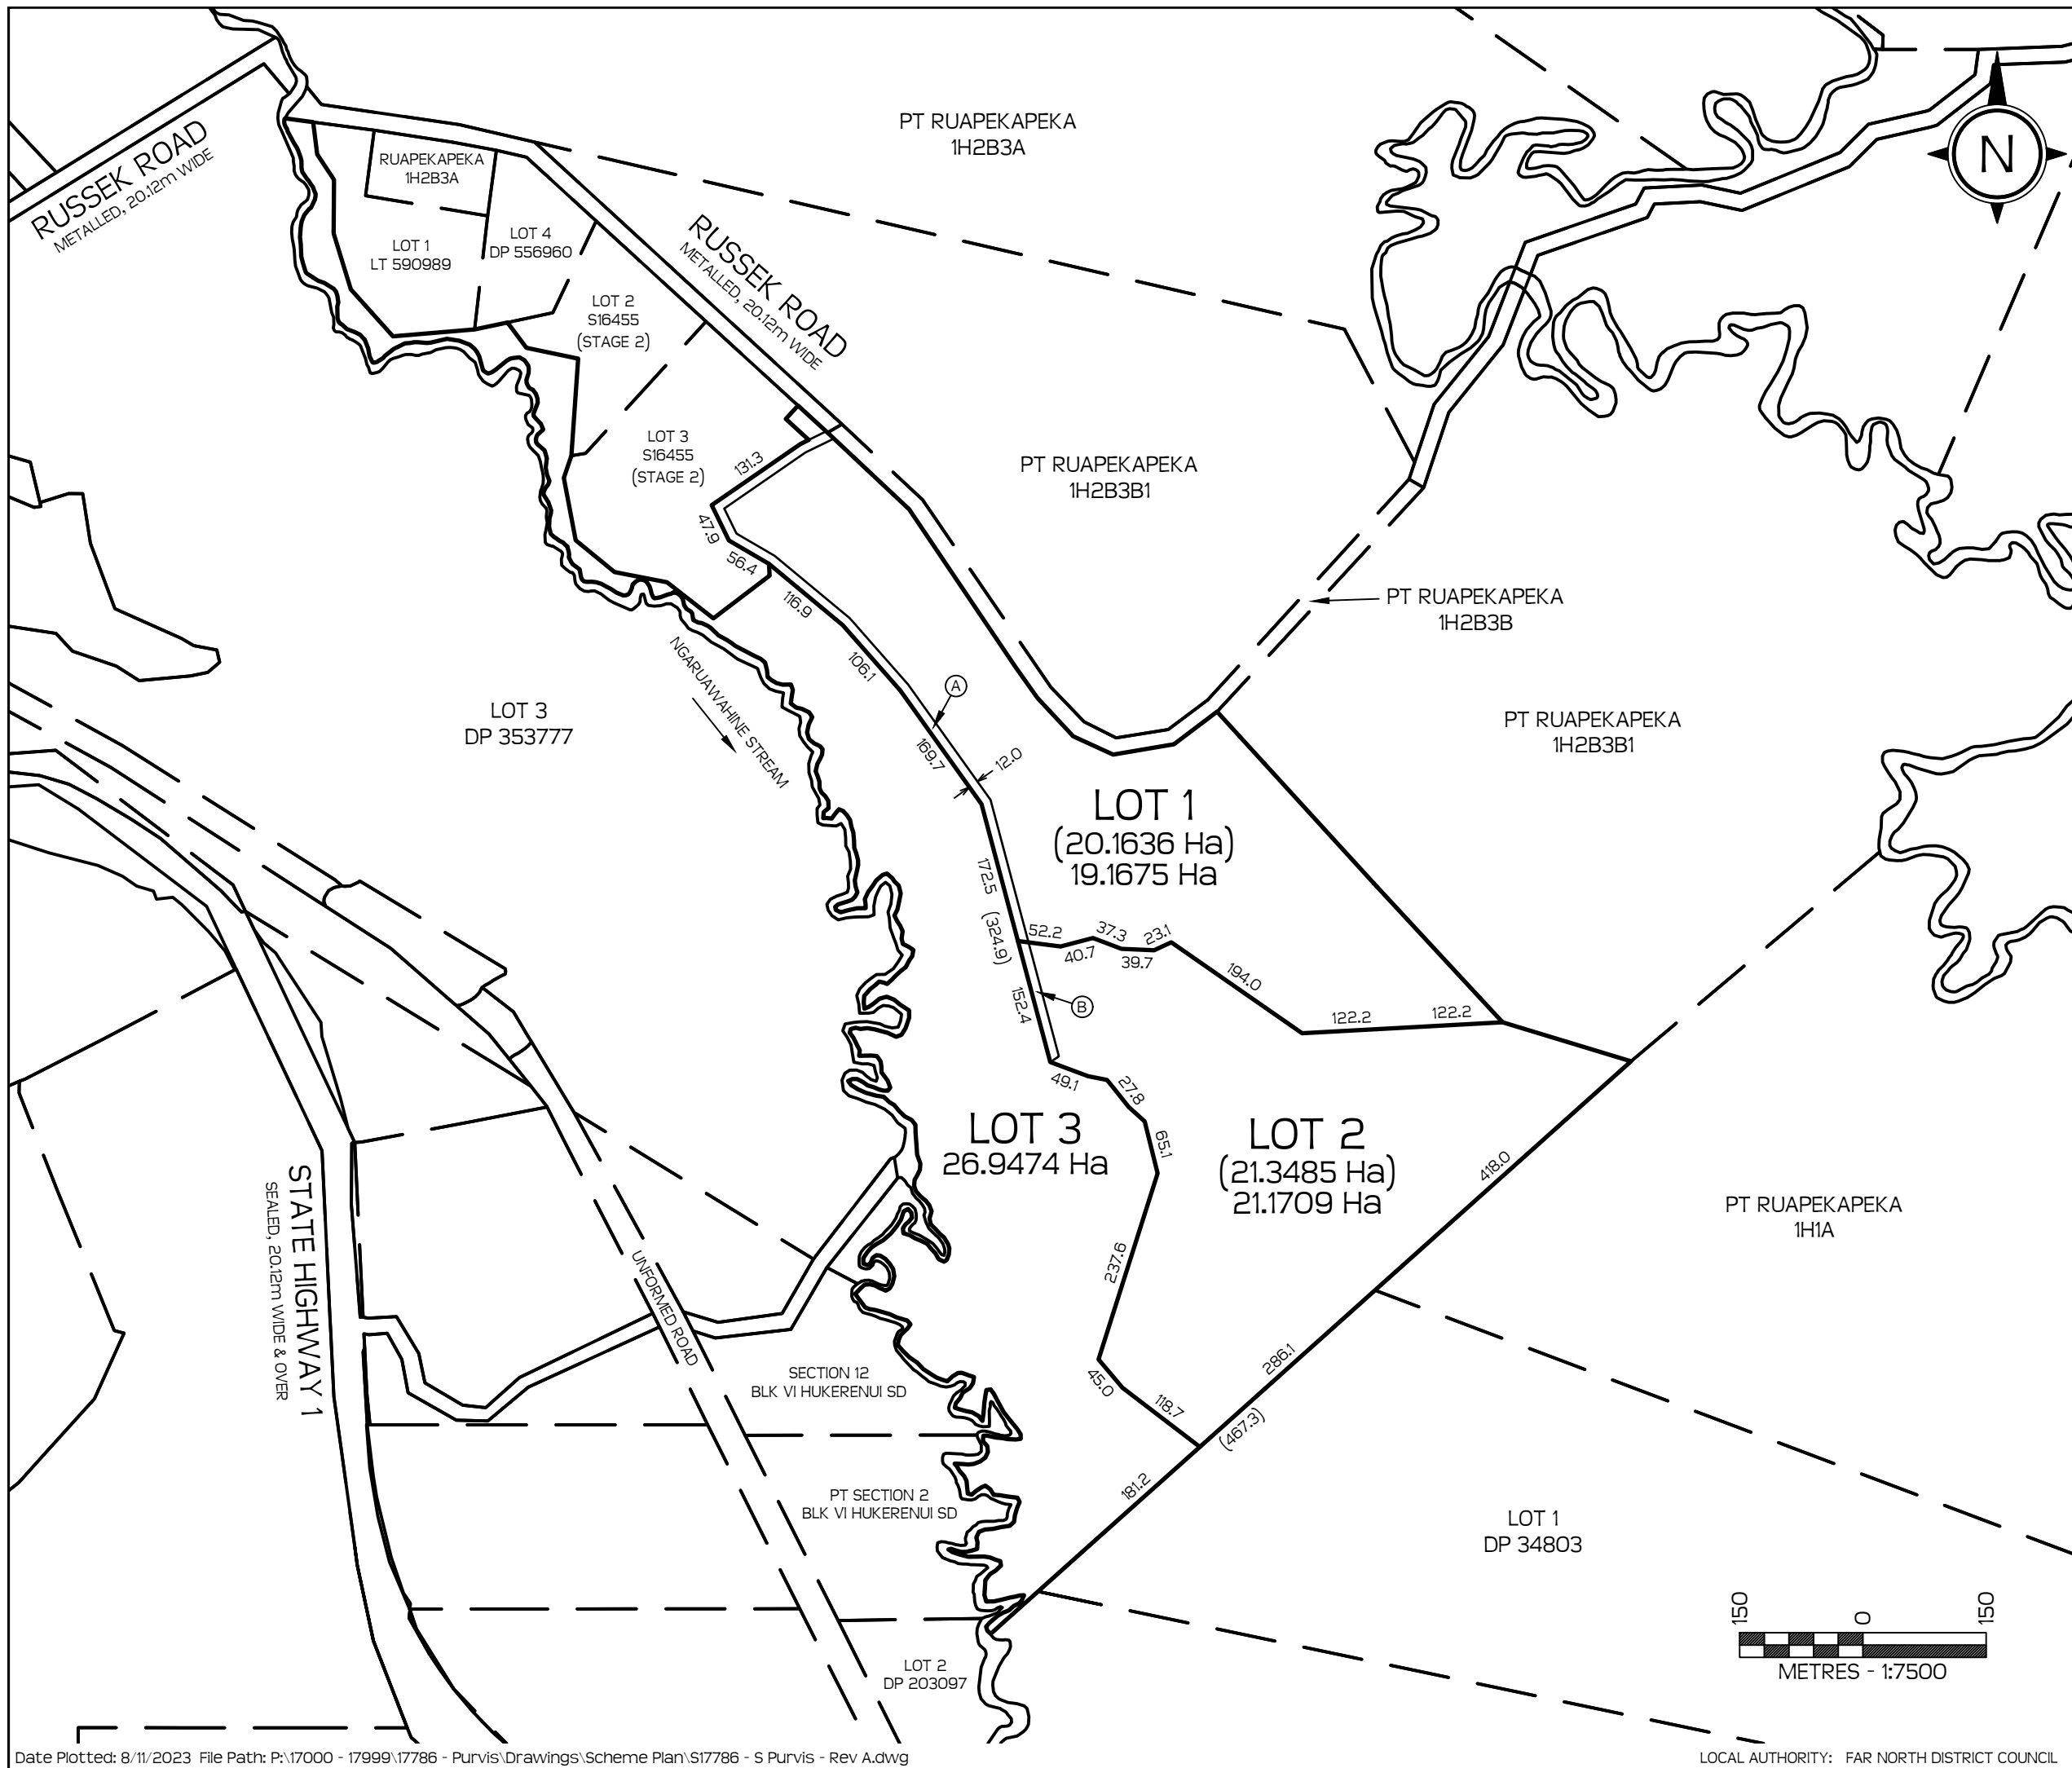 RUSSEK ROAD
METALLED, 20.12m WIDE
RUAPEKAPEKA
1H2B3A
LOT 1
LT 590989
LOT 4
DP 556960
LOT 2
S16455
(STAGE 2)
LOT 3
S16455
(STAGE 2)
RUSSEK ROAD
METALLED, 20.12m WIDE
PT RUAPEKAPEKA
1H2B3A
N
PT RUAPEKAPEKA
1H2B3B1
PT RUAPEKAPEKA
1H2B3B
PT RUAPEKAPEKA
1H2B3B1
131.3
47.9
56.4
116.9
106.1
A
169.7
12.0
NGARUAWAHINE STREAM
LOT 3
DP 353777
LOT 1
(20.1636 Ha)
19.1675 Ha
172.5
(324.9)
152.4
52.2
40.7
37.3
39.7
23.1
194.0
122.2
122.2
B
49.1
27.8
65.1
LOT 3
26.9474 Ha
LOT 2
(21.3485 Ha)
21.1709 Ha
418.0
237.6
45.0
118.7
286.1
(467.3)
181.2
PT RUAPEKAPEKA
1H1A
STATE HIGHWAY 1
SEALED, 20.12m WIDE & OVER
UNFORMED ROAD
SECTION 12
BLK VI HUKERENUI SD
PT SECTION 2
BLK VI HUKERENUI SD
LOT 2
DP 203097
LOT 1
DP 34803
150
0
150
METRES - 1:7500
Date Plotted: 8/11/2023 File Path: P:\17000 - 17999\17786 - Purvis\Drawings\Scheme Plan\S17786 - S Purvis - Rev A.dwg
LOCAL AUTHORITY: FAR NORTH DISTRICT COUNCIL